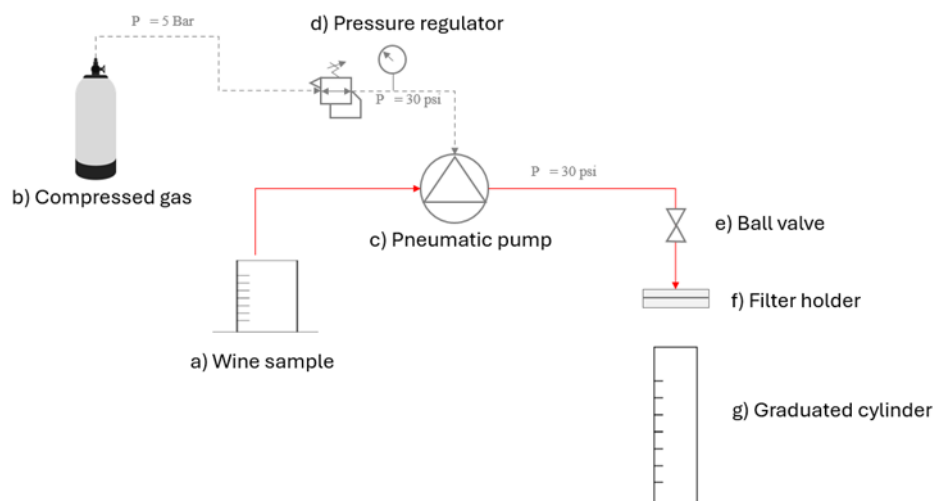 P = 5 Bar
d) Pressure regulator
P = 30 psi
b) Compressed gas
P = 30 psi
c) Pneumatic pump
e) Ball valve
f) Filter holder
a) Wine sample
g) Graduated cylinder